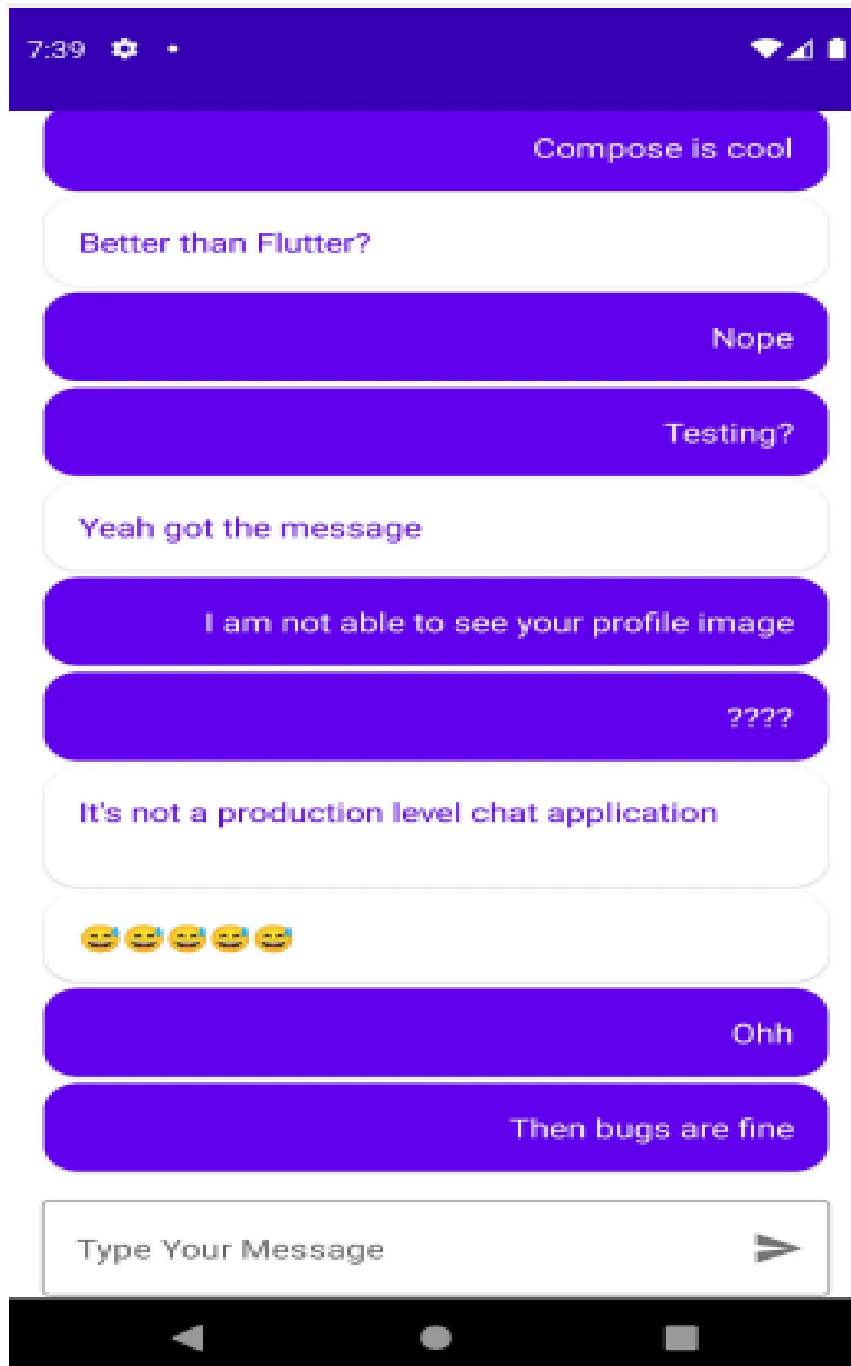 7:39
Compose is cool
Better than Flutter?
Nope
Testing?
Yeah got the message
I am not able to see your profile image
????
It's not a production level chat application
😅😅😅😅😅
Ohh
Then bugs are fine
Type Your Message